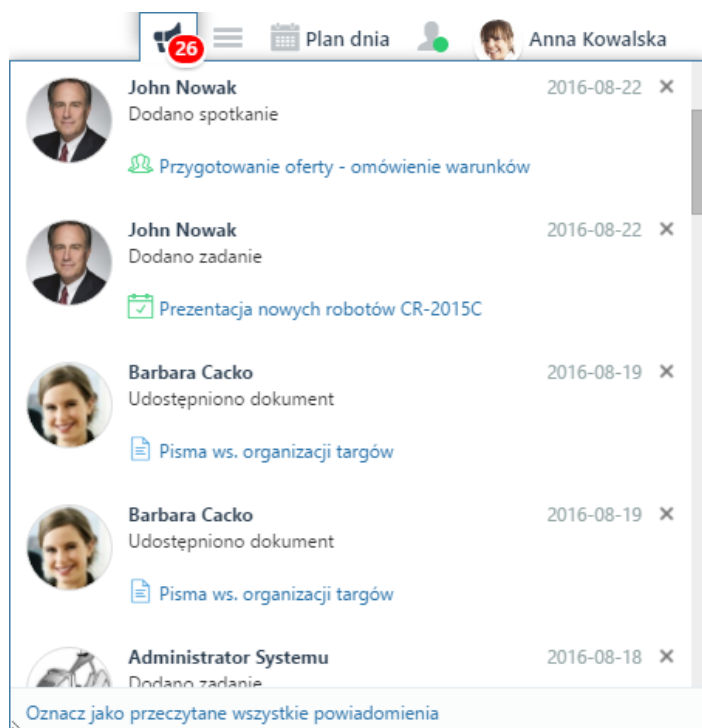 26
Plan dnia
Anna Kowalska
John Nowak 2016-08-22
Dodano spotkanie
Przygotowanie oferty - omówienie warunków
John Nowak 2016-08-22
Dodano zadanie
Prezentacja nowych robotów CR-2015C
Barbara Cacko 2016-08-19
Udostępniono dokument
Pisma ws. organizacji targów
Barbara Cacko 2016-08-19
Udostępniono dokument
Pisma ws. organizacji targów
Administrator Systemu 2016-08-18
Dodano zadanie
Oznacz jako przeczytane wszystkie powiadomienia